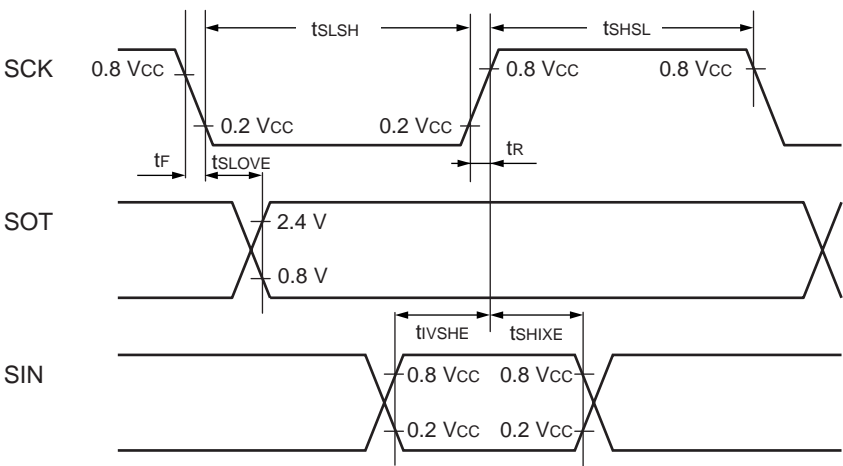 tSLSH tSHSL
SCK 0.8 VCC 0.8 VCC 0.8 VCC
0.2 VCC 0.2 VCC
tF tSLOVE tR
SOT 2.4 V
0.8 V
tIVSHE tSHIXE
SIN 0.8 VCC 0.8 VCC
0.2 VCC 0.2 VCC